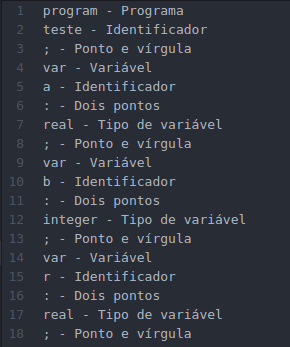 1 program - Programa
2 teste - Identificador
3 ; - Ponto e vírgula
4 var - Variável
5 a - Identificador
6 : - Dois pontos
7 real - Tipo de variável
8 ; - Ponto e vírgula
9 var - Variável
10 b - Identificador
11 : - Dois pontos
12 integer - Tipo de variável
13 ; - Ponto e vírgula
14 var - Variável
15 r - Identificador
16 : - Dois pontos
17 real - Tipo de variável
18 ; - Ponto e vírgula